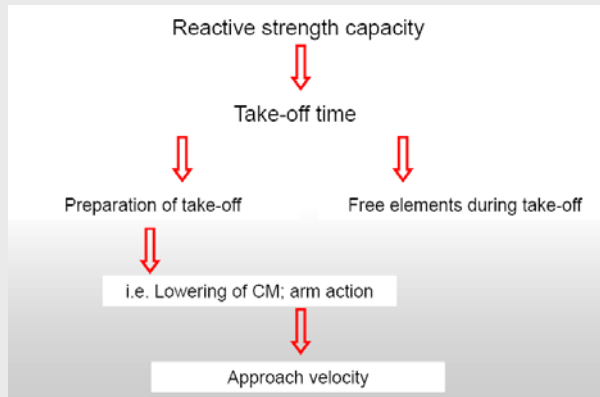 Reactive strength capacity
Take-off time
Preparation of take-off
Free elements during take-off
i.e. Lowering of CM; arm action
Approach velocity